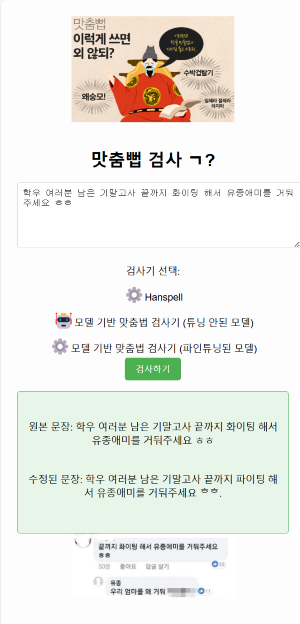 맞춤뻡
이렇게 쓰면
외 않되?
수박겁탈기
왜승모!
맞춤뻡 검사 ㄱ?
학우 여러분 남은 기말고사 끝까지 화이팅 해서 유종애미를 거둬
주세요 ㅎㅎ
검사기 선택:
Hanspell
모델 기반 맞춤법 검사기 (튜닝 안된 모델)
모델 기반 맞춤법 검사기 (파인튜닝된 모델)
검사하기
원본 문장: 학우 여러분 남은 기말고사 끝까지 화이팅 해서
유종애미를 거둬주세요 ㅎㅎ
수정된 문장: 학우 여러분 남은 기말고사 끝까지 파이팅 해
서 유종애미를 거둬주세요 ㅎㅎ.
끝까지 화이팅 해서 유종애미를 거둬주세요
ㅎㅎ
50분 좋아요 답글 달기
유종
우리 엄마를 왜 거둬